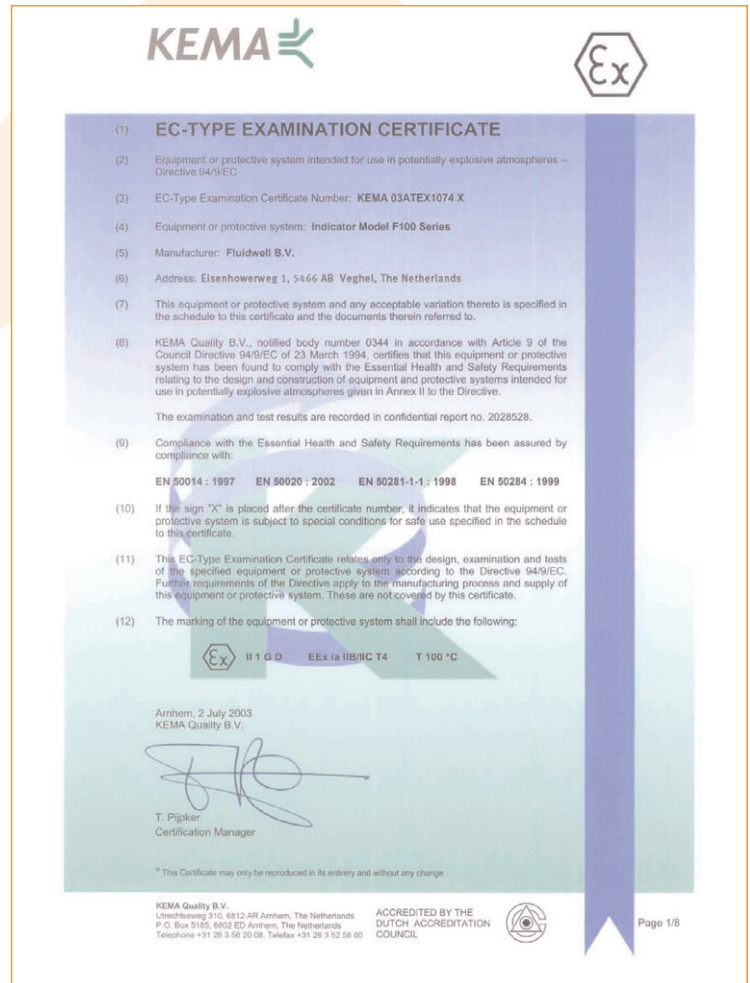 KEMA
Ex
(1) EC-TYPE EXAMINATION CERTIFICATE
(2) Equipment or protective system intended for use in potentially explosive atmospheres –
Directive 94/9/EC
(3) EC-Type Examination Certificate Number: KEMA 03ATEX1074 X
(4) Equipment or protective system: Indicator Model F100 Series
(5) Manufacturer: Fluidwell B.V.
(6) Address: Eisenhowerweg 1, 5466 AB Veghel, The Netherlands
(7) This equipment or protective system and any acceptable variation thereto is specified in
the schedule to this certificate and the documents therein referred to.
(8) KEMA Quality B.V., notified body number 0344 in accordance with Article 9 of the
Council Directive 94/9/EC of 23 March 1994, certifies that this equipment or protective
system has been found to comply with the Essential Health and Safety Requirements
relating to the design and construction of equipment and protective systems intended for
use in potentially explosive atmospheres given in Annex II to the Directive.
The examination and test results are recorded in confidential report no. 2028528.
(9) Compliance with the Essential Health and Safety Requirements has been assured by
compliance with:
EN 50014 : 1997 EN 50020 : 2002 EN 50281-1-1 : 1998 EN 50284 : 1999
(10) If the sign "X" is placed after the certificate number, it indicates that the equipment or
protective system is subject to special conditions for safe use specified in the schedule
to this certificate.
(11) This EC-Type Examination Certificate relates only to the design, examination and tests
of the specified equipment or protective system according to the Directive 94/9/EC.
Further requirements of the Directive apply to the manufacturing process and supply of
this equipment or protective system. These are not covered by this certificate.
(12) The marking of the equipment or protective system shall include the following:
Ex II 1 G D EEx ia IIB/IIC T4 T 100 °C
Arnhem, 2 July 2003
KEMA Quality B.V.
T. Pijpker
Certification Manager
® This Certificate may only be reproduced in its entirely and without any change
KEMA Quality B.V.
Utrechtseweg 310, 6812 AR Arnhem, The Netherlands
P.O. Box 5185, 6802 ED Arnhem, The Netherlands
Telephone +31 26 3 56 20 08, Telefax +31 26 3 52 58 00
ACCREDITED BY THE
DUTCH ACCREDITATION
COUNCIL
Page 1/8